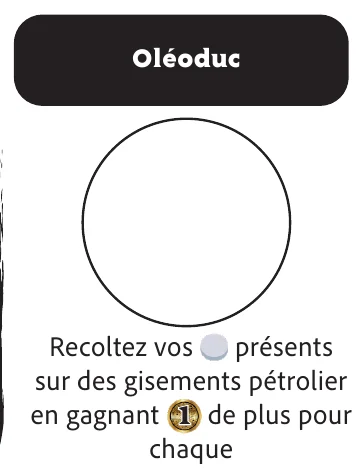 Oléoduc
Recoltez vos présents
sur des gisements pétrolier
en gagnant 1 de plus pour
chaque